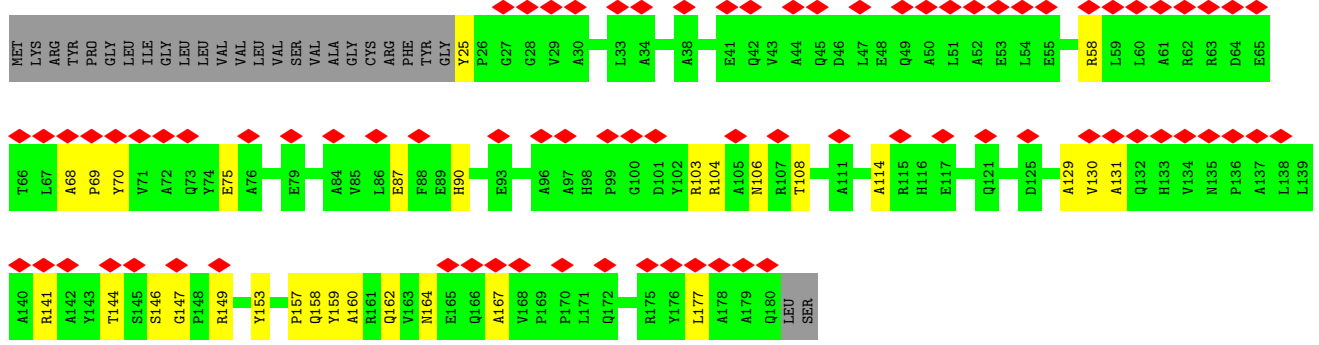 MET LYS ARG TYR PRO GLY LEU ILE GLY LEU LEU VAL VAL LEU VAL SER VAL ALA GLY CYS ARG PHE TYR GLY Y25 P26 G27 G28 V29 A30 L33 A34 A38 E41 Q42 V43 A44 Q45 D46 L47 E48 Q49 A50 L51 A52 E53 L54 E55 R58 L59 L60 A61 R62 R63 D64 E65
T66 L67 A68 P69 Y70 V71 A72 Q73 Y74 E75 A76 E79 A84 V85 L86 E87 F88 E89 H90 E93 A96 A97 H98 P99 G100 D101 Y102 R103 R104 A105 N106 R107 T108 A111 A114 R115 H116 E117 Q121 D125 A129 V130 A131 Q132 H133 V134 N135 P136 A137 L138 L139
A140 R141 A142 Y143 T144 S145 S146 G147 P148 R149 Y153 P157 Q158 Y159 A160 R161 Q162 V163 N164 E165 Q166 A167 V168 P169 P170 L171 Q172 R175 Y176 L177 A178 A179 Q180 LEU SER